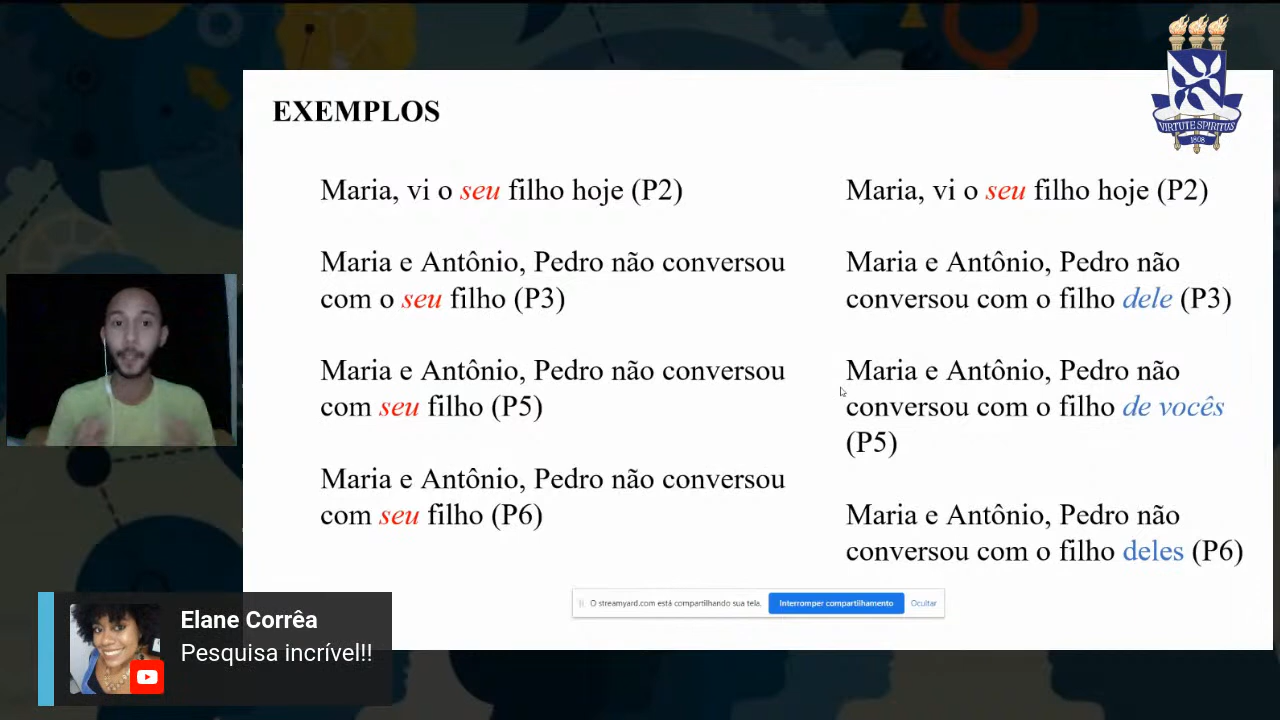 EXEMPLOS
Maria, vi o seu filho hoje (P2)
Maria e Antônio, Pedro não conversou
com o seu filho (P3)
Maria e Antônio, Pedro não conversou
com seu filho (P5)
Maria e Antônio, Pedro não conversou
com seu filho (P6)
Maria, vi o seu filho hoje (P2)
Maria e Antônio, Pedro não
conversou com o filho dele (P3)
Maria e Antônio, Pedro não
conversou com o filho de vocês
(P5)
Maria e Antônio, Pedro não
conversou com o filho deles (P6)
VIRTUTE SPIRITUS
1808
O streamyard.com está compartilhando sua tela. Interromper compartilhamento Ocultar
Elane Corrêa
Pesquisa incrível!!